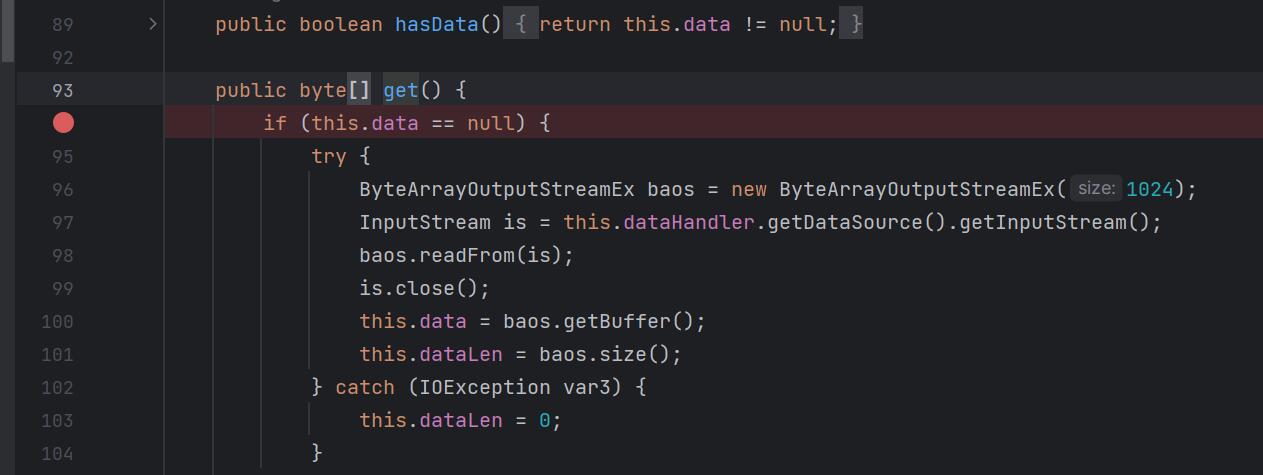 89 public boolean hasData() { return this.data != null; }
92
93 public byte[] get() {
if (this.data == null) {
95 try {
96 ByteArrayOutputStreamEx baos = new ByteArrayOutputStreamEx( size: 1024);
97 InputStream is = this.dataHandler.getDataSource().getInputStream();
98 baos.readFrom(is);
99 is.close();
100 this.data = baos.getBuffer();
101 this.dataLen = baos.size();
102 } catch (IOException var3) {
103 this.dataLen = 0;
104 }